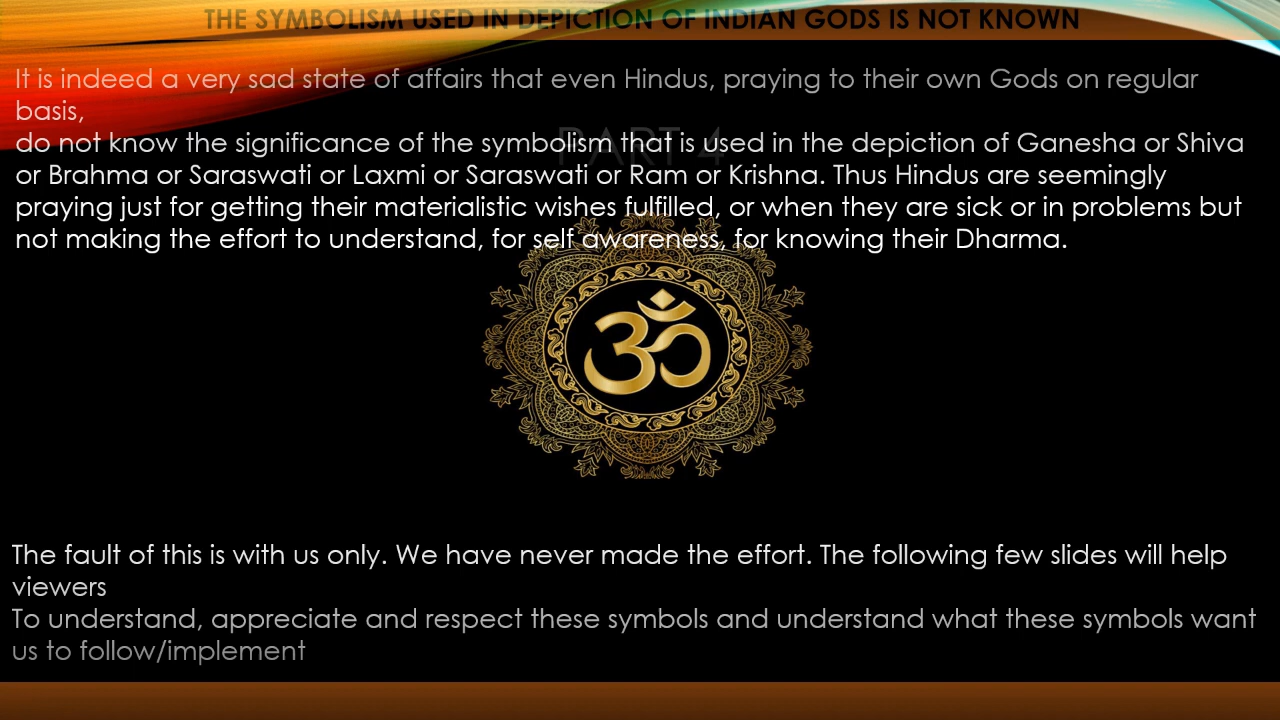 THE SYMBOLISM USED IN DEPICTION OF INDIAN GODS IS NOT KNOWN
It is indeed a very sad state of affairs that even Hindus, praying to their own Gods on regular
basis,
PART 4
do not know the significance of the symbolism that is used in the depiction of Ganesha or Shiva
or Brahma or Saraswati or Laxmi or Saraswati or Ram or Krishna. Thus Hindus are seemingly
praying just for getting their materialistic wishes fulfilled, or when they are sick or in problems but
not making the effort to understand, for self awareness, for knowing their Dharma.
ॐ
The fault of this is with us only. We have never made the effort. The following few slides will help
viewers
To understand, appreciate and respect these symbols and understand what these symbols want
us to follow/implement